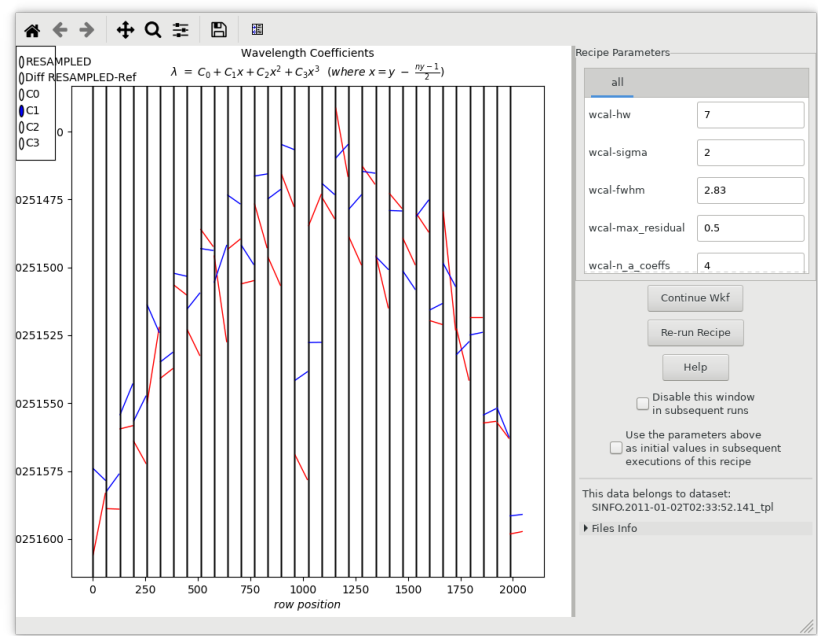 Wavelength Coefficients
λ = C₀ + C₁x + C₂x² + C₃x³ (where x = y − (ny−1)/2)
RESAMPLED
Diff RESAMPLED-Ref
C0
C1
C2
C3
0
0251475
0251500
0251525
0251550
0251575
0251600
0 250 500 750 1000 1250 1500 1750 2000
row position
Recipe Parameters
all
wcal-hw 7
wcal-sigma 2
wcal-fwhm 2.83
wcal-max_residual 0.5
wcal-n_a_coeffs 4
Continue Wkf
Re-run Recipe
Help
Disable this window
in subsequent runs
Use the parameters above
as initial values in subsequent
executions of this recipe
This data belongs to dataset:
SINFO.2011-01-02T02:33:52.141_tpl
Files Info